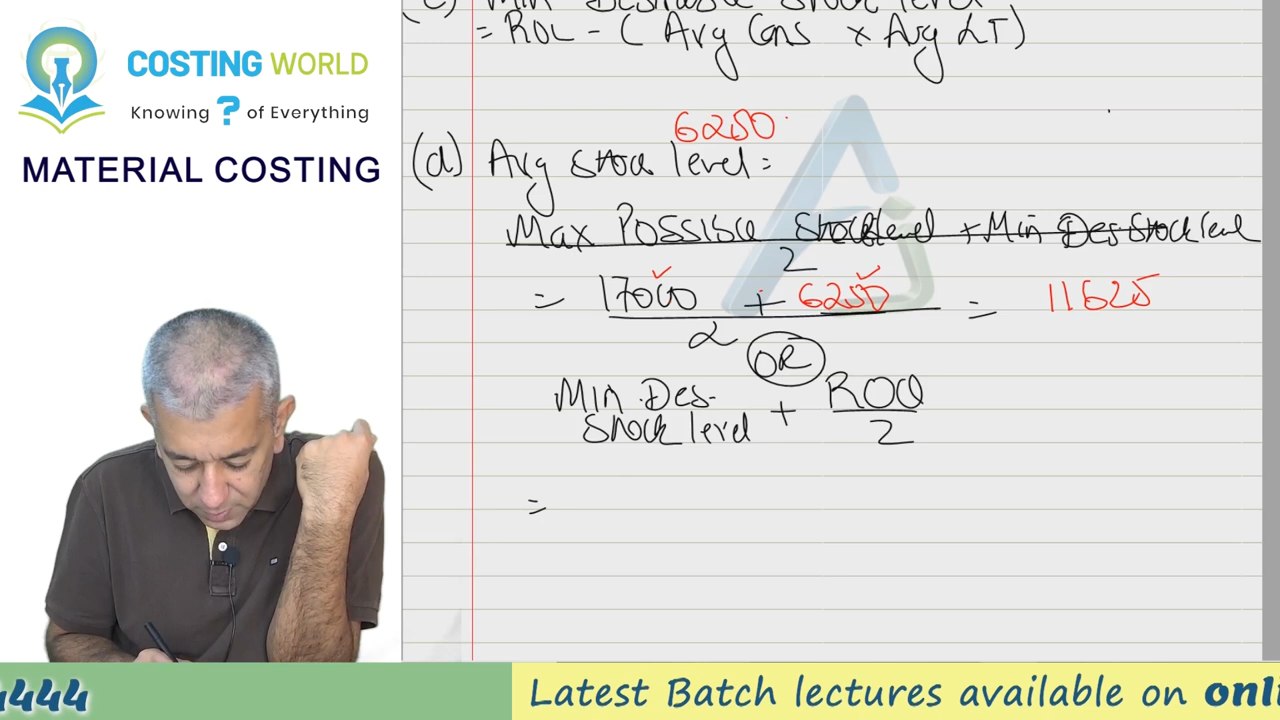 COSTING WORLD
Knowing ? of Everything
MATERIAL COSTING
= ROL - ( Avg Cons × Avg LT )
6250
(d) Avg stock level =
Max Possible Stock level + Min Des. Stock level
2
= 17000 + 6250 = 11625
2
OR
Min. Des. Stock level + ROQ
2
=
4444
Latest Batch lectures available on onli